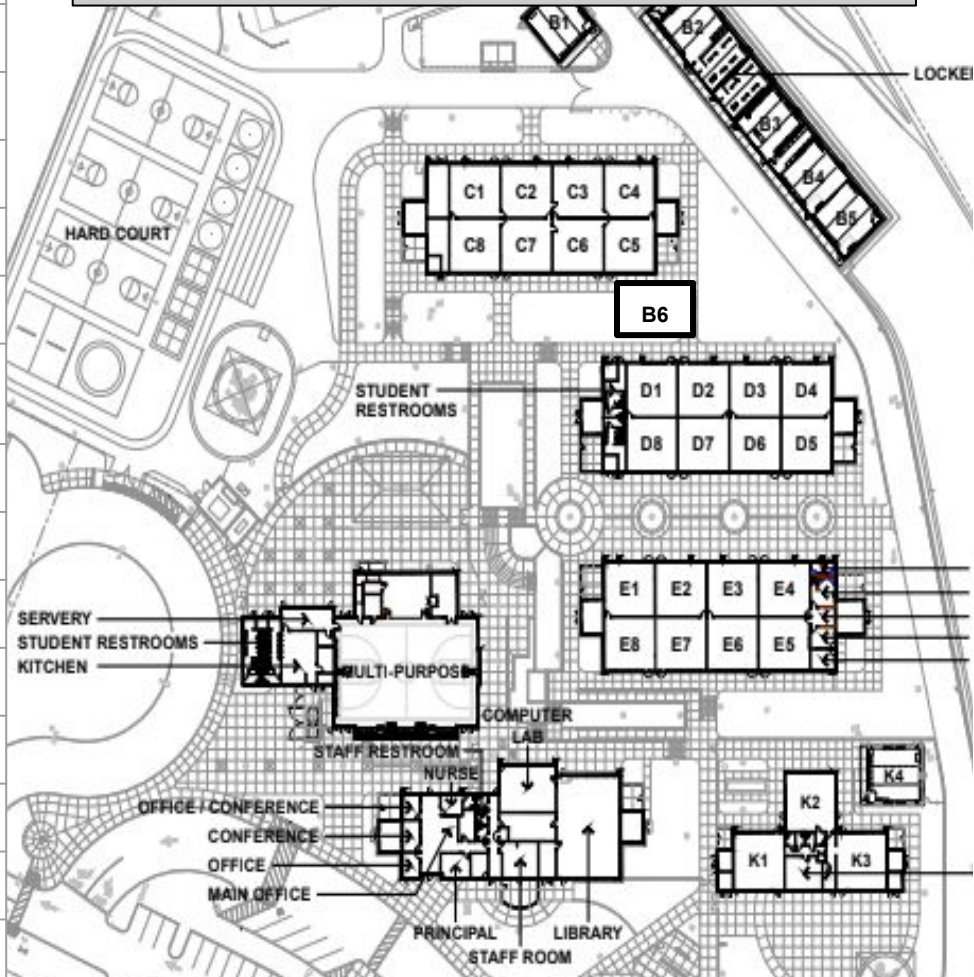 B1
B2
LOCKER
B3
B4
B5
C1 C2 C3 C4
HARD COURT
C8 C7 C6 C5
B6
STUDENT
RESTROOMS
D1 D2 D3 D4
D8 D7 D6 D5
E1 E2 E3 E4
E8 E7 E6 E5
SERVERY
STUDENT RESTROOMS
KITCHEN
MULTI-PURPOSE
COMPUTER
LAB
STAFF RESTROOM
NURSE
OFFICE / CONFERENCE
CONFERENCE
OFFICE
MAIN OFFICE
PRINCIPAL
LIBRARY
STAFF ROOM
K4
K2
K1 K3